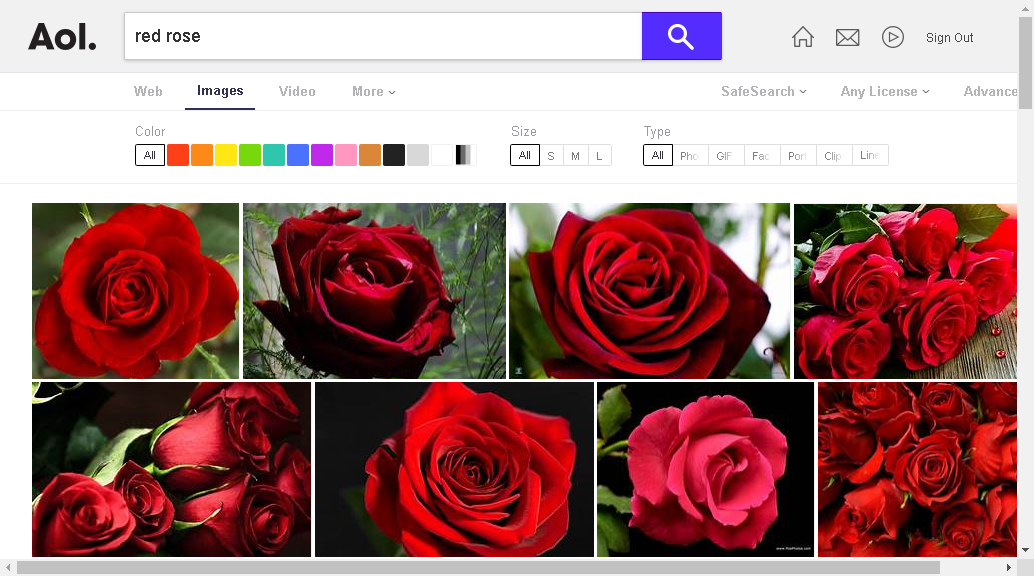 Aol.
red rose
Sign Out
Web
Images
Video
More
SafeSearch
Any License
Advance
Color
Size
Type
All
All S M L
All Pho GIF Fac Port Clip Line